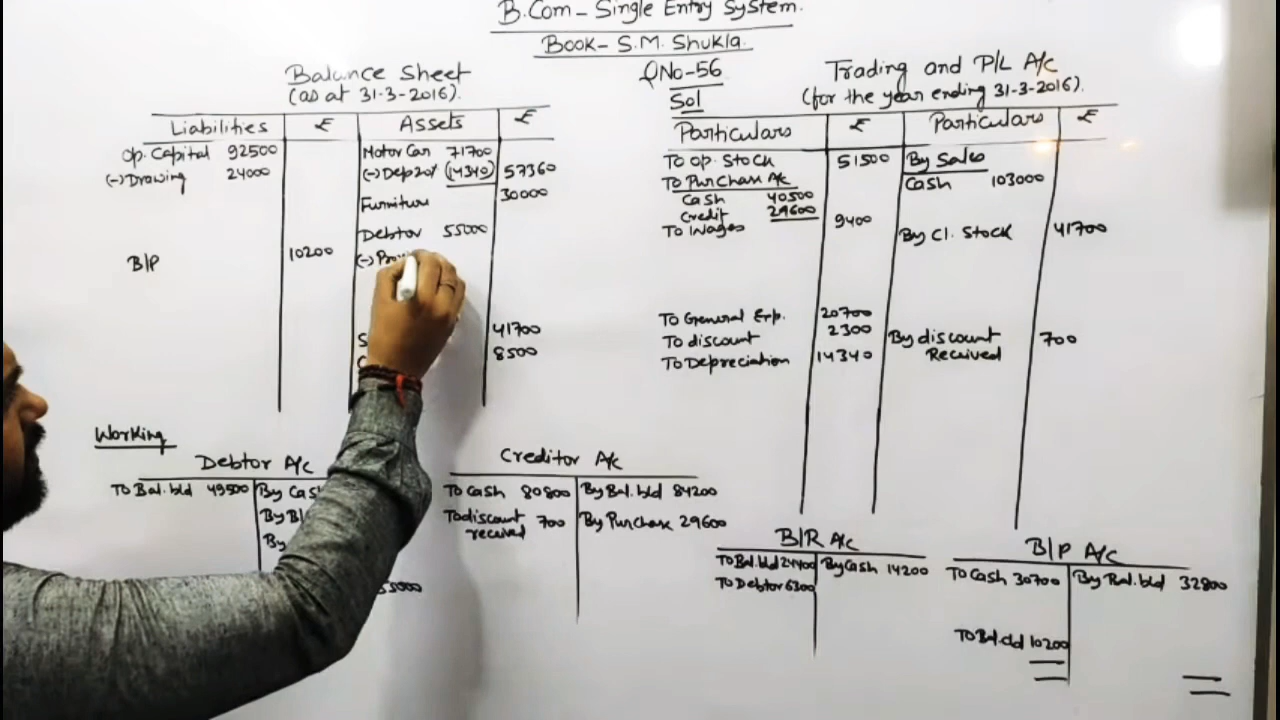 B.Com - Single Entry System.
Book - S.M. Shukla.
QNo-56
Sol
Balance Sheet
(as at 31-3-2016).
Liabilities ₹ Assets ₹
Op. Capital 92500
(-) Drawing 24000
B/P 10200
Motor Car 71700
(-) Dep 20% (14340) 57360
Furniture 30000
Debtor 55000
(-)
41700
8500
Trading and P/L A/c
(for the year ending 31-3-2016).
Particulars ₹ Particulars ₹
To Op. Stock 51500
To Purchase A/c
Cash 40500
Credit 29600
To Wages 9400
To General Exp. 20700
To discount 2300
To Depreciation 14340
By Sales
Cash 103000
By Cl. Stock 41700
By discount
Received 700
Working
Debtor A/c
To Bal. b/d 49500 By Cas
By B/
By
55000
Creditor A/c
To Cash 80800 By Bal. b/d 84200
To discount 700 By Purchase 29600
received
B/R A/c
To Bal. b/d 24400 By Cash 14200
To Debtor 6300
B/P A/c
To Cash 30700 By Bal. b/d 32800
To Bal. c/d 10200